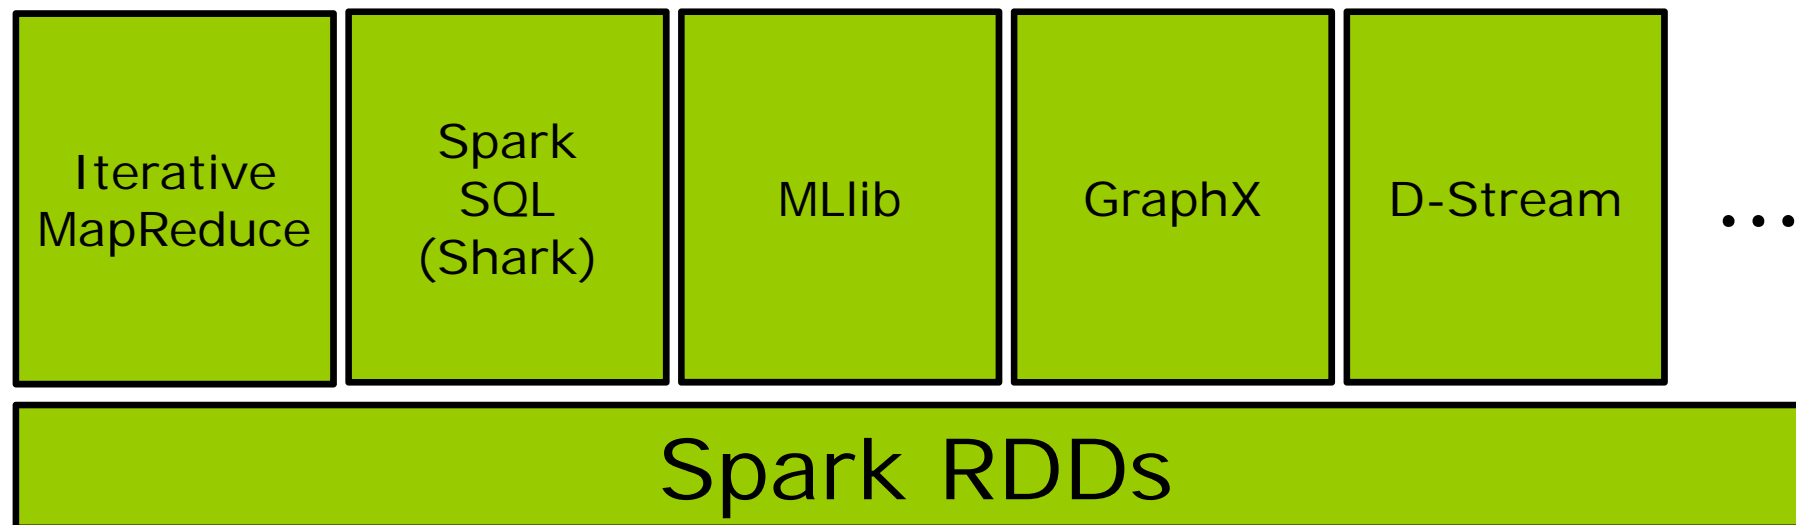 Iterative
MapReduce
Spark
SQL
(Shark)
MLlib
GraphX
D-Stream
...
Spark RDDs